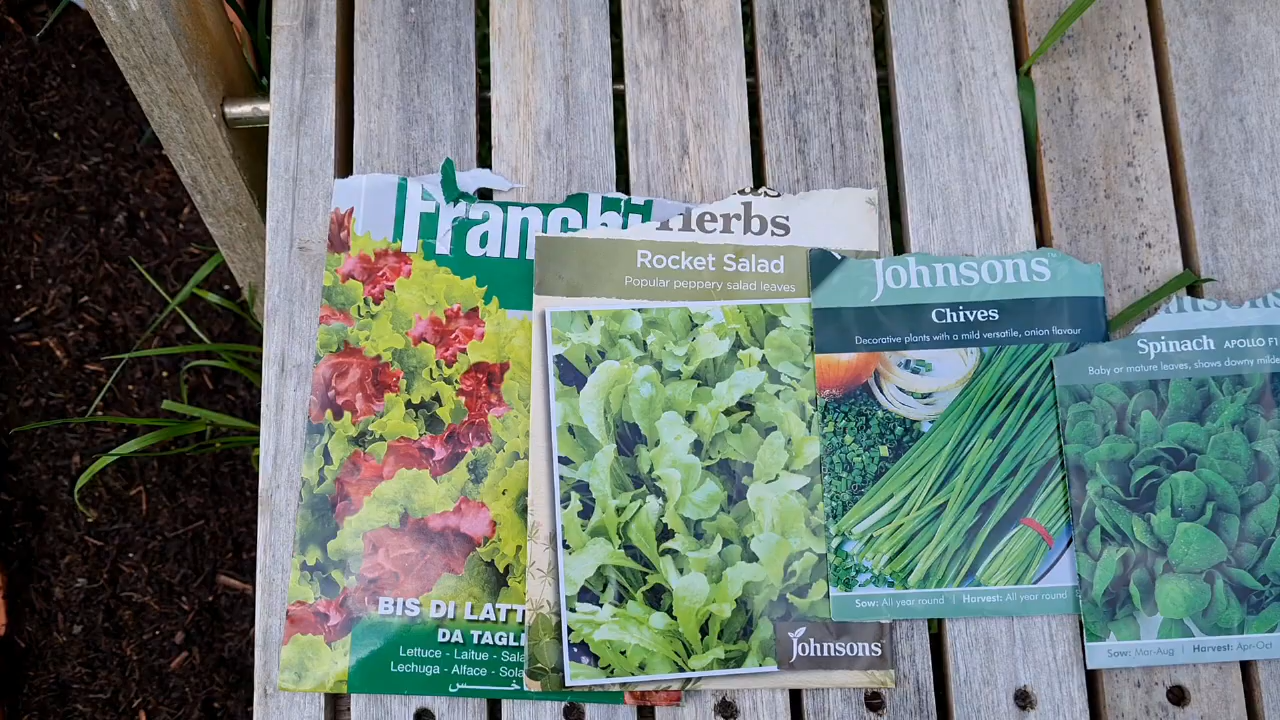 Franchi
Herbs
Rocket Salad
Popular peppery salad leaves
Johnsons
BIS DI LATT
DA TAGLI
Lettuce - Laitue - Sala
Lechuga - Alface - Sola
خس
Johnsons
Chives
Decorative plants with a mild versatile, onion flavour
Sow: All year round | Harvest: All year round
Spinach APOLLO F1
Baby or mature leaves, shows downy milde
Sow: Mar-Aug | Harvest: Apr-Oct